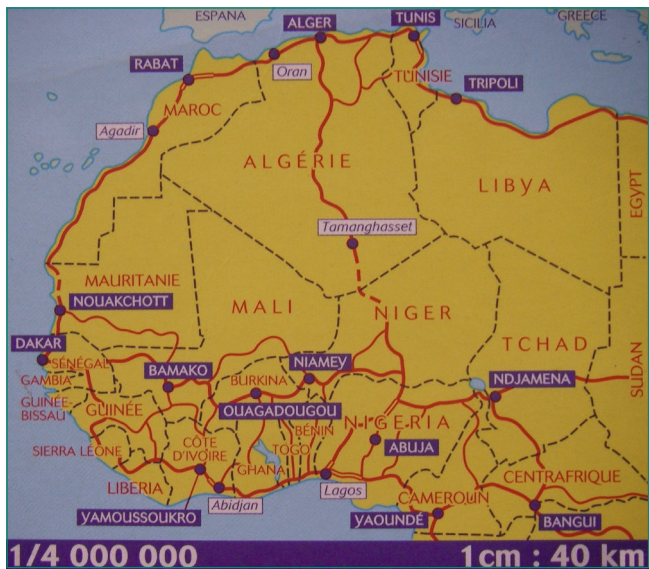 ESPANA
ALGER
TUNIS
SICILIA
GREECE
RABAT
Oran
TUNISIE
TRIPOLI
MAROC
Agadir
ALGÉRIE
LIBYA
EGYPT
Tamanghasset
MAURITANIE
NOUAKCHOTT
MALI
NIGER
TCHAD
DAKAR
SÉNÉGAL
GAMBIA
BAMAKO
BURKINA
NIAMEY
NDJAMENA
SUDAN
GUINÉE-
BISSAU
GUINÉE
OUAGADOUGOU
NIGERIA
BÉNIN
ABUJA
SIERRA LÉONE
CÔTE
D'IVOIRE
GHANA
TOGO
CENTRAFRIQUE
LIBERIA
Abidjan
Lagos
CAMEROUN
YAMOUSSOUKRO
YAOUNDÉ
BANGUI
1/4 000 000
1cm : 40 km